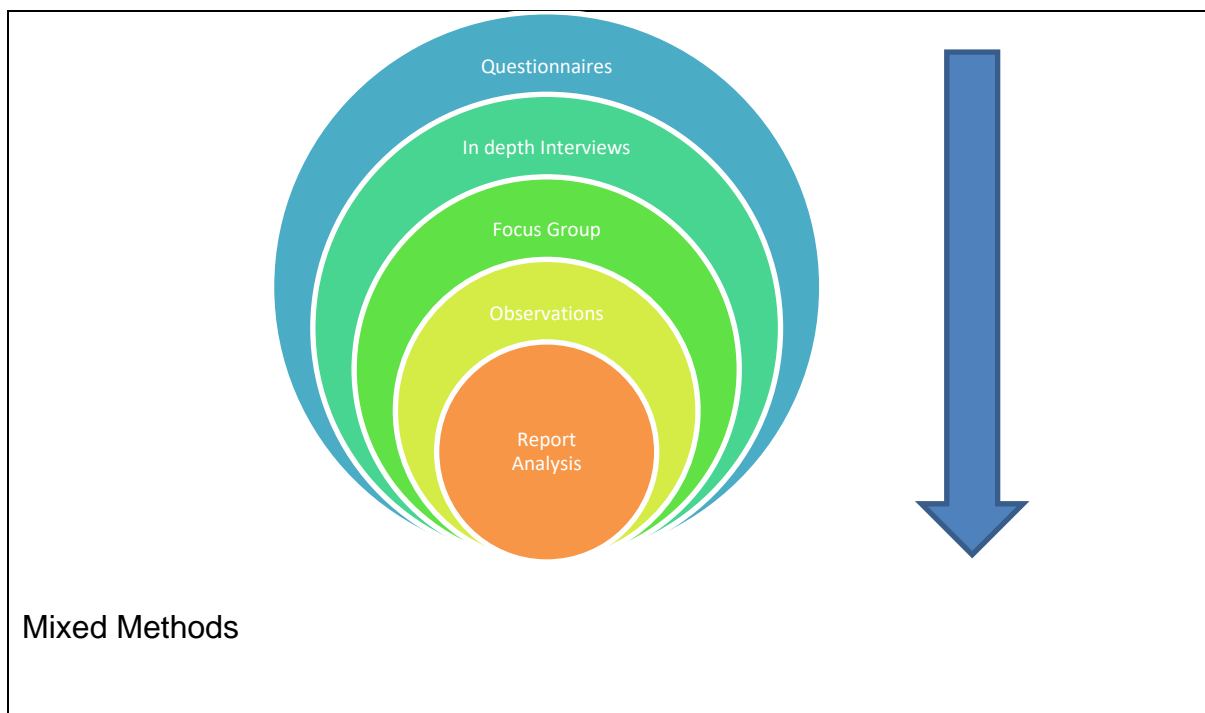 Questionnaires
In depth Interviews
Focus Group
Observations
Report
Analysis
Mixed Methods